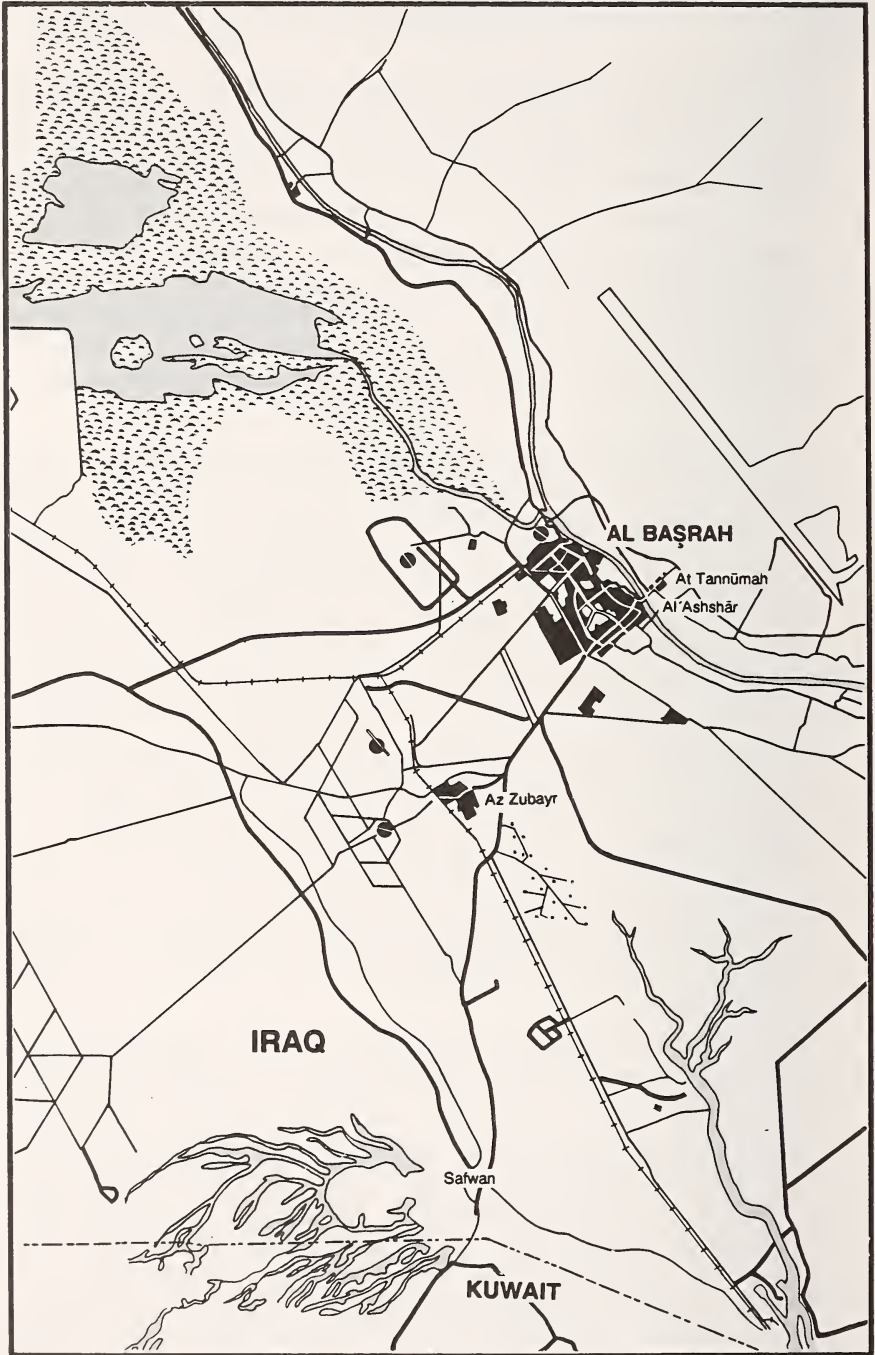 AL BAṢRAH
At Tannūmah
Al'Ashshār
Az Zubayr
IRAQ
Safwan
KUWAIT